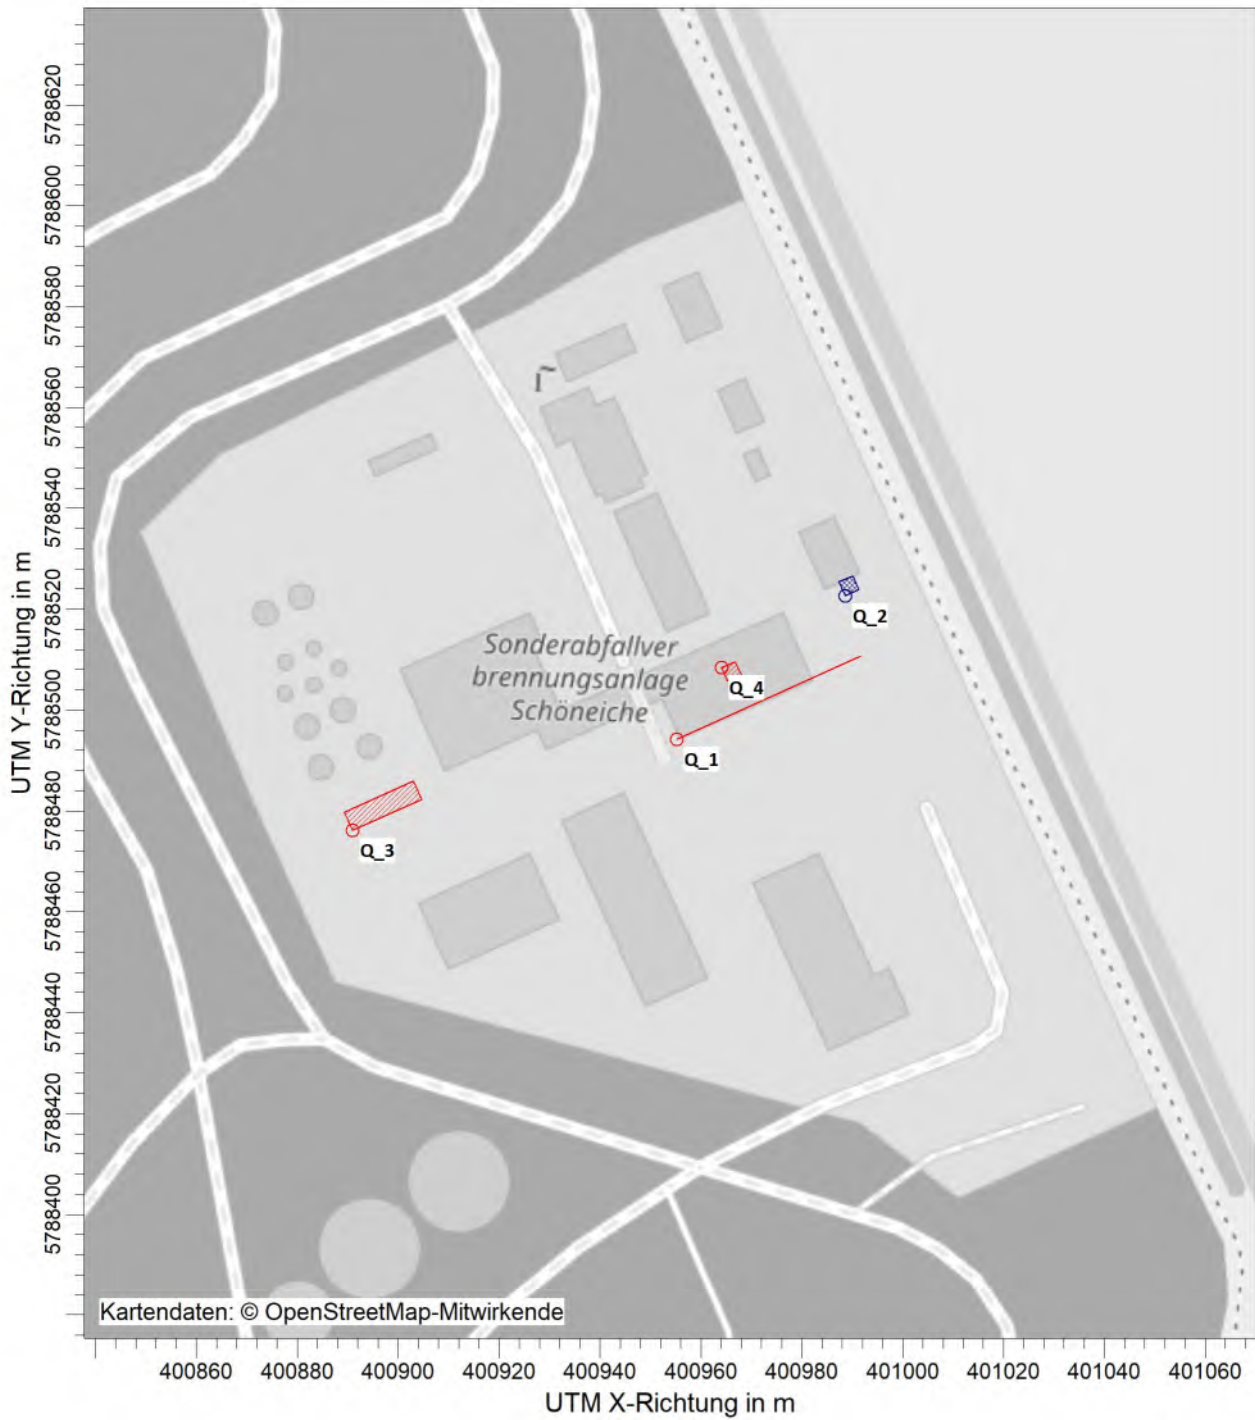 UTM Y-Richtung in m
5788620
5788600
5788580
5788560
5788540
5788520
5788500
5788480
5788460
5788440
5788420
5788400
Sonderabfallver
brennungsanlage
Schöneiche
Q_2
Q_4
Q_1
Q_3
Kartendaten: © OpenStreetMap-Mitwirkende
400860 400880 400900 400920 400940 400960 400980 401000 401020 401040 401060
UTM X-Richtung in m